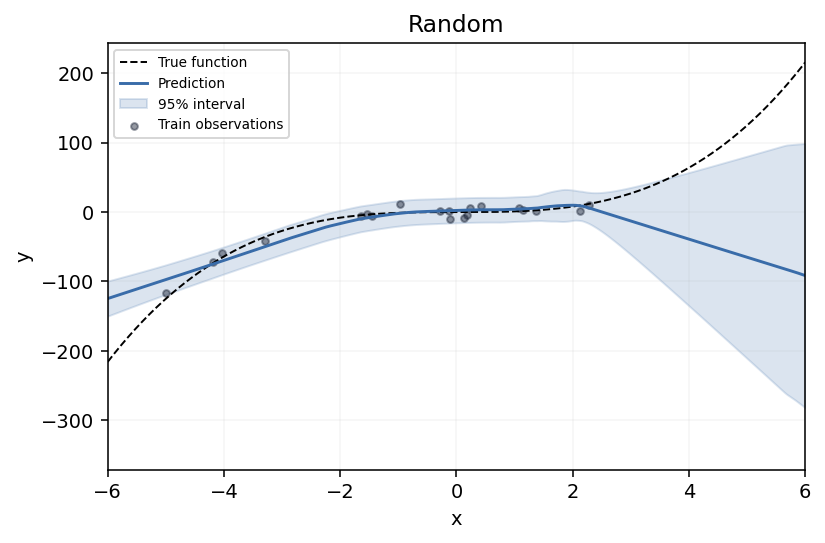 Random
True function
Prediction
95% interval
Train observations
200
100
0
−100
−200
−300
y
−6
−4
−2
0
2
4
6
x